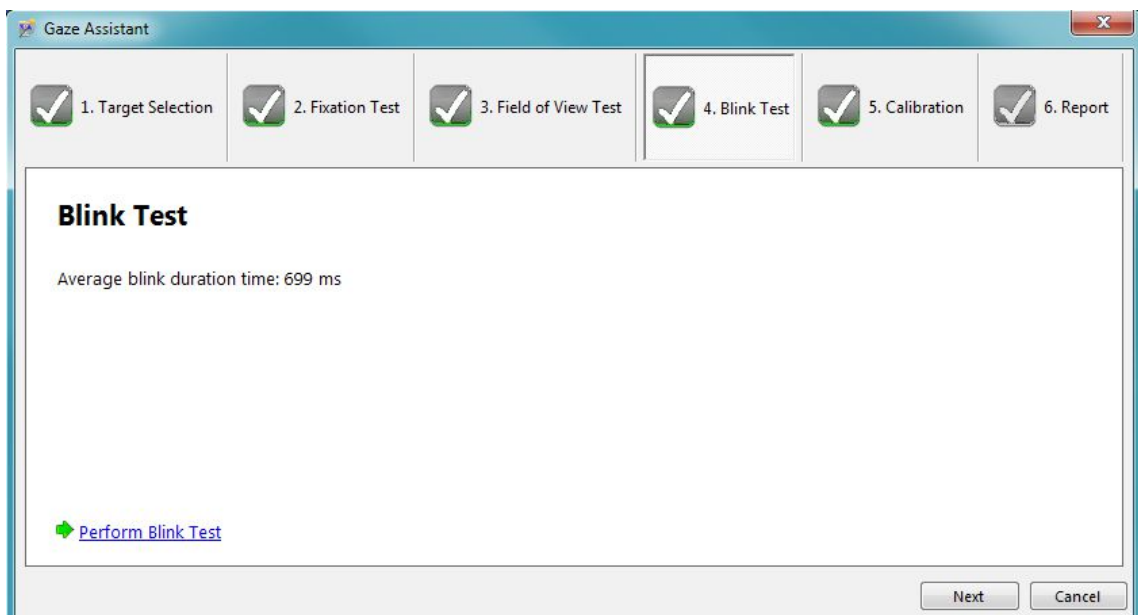 Gaze Assistant
1. Target Selection
2. Fixation Test
3. Field of View Test
4. Blink Test
5. Calibration
6. Report
Blink Test
Average blink duration time: 699 ms
Perform Blink Test
Next
Cancel